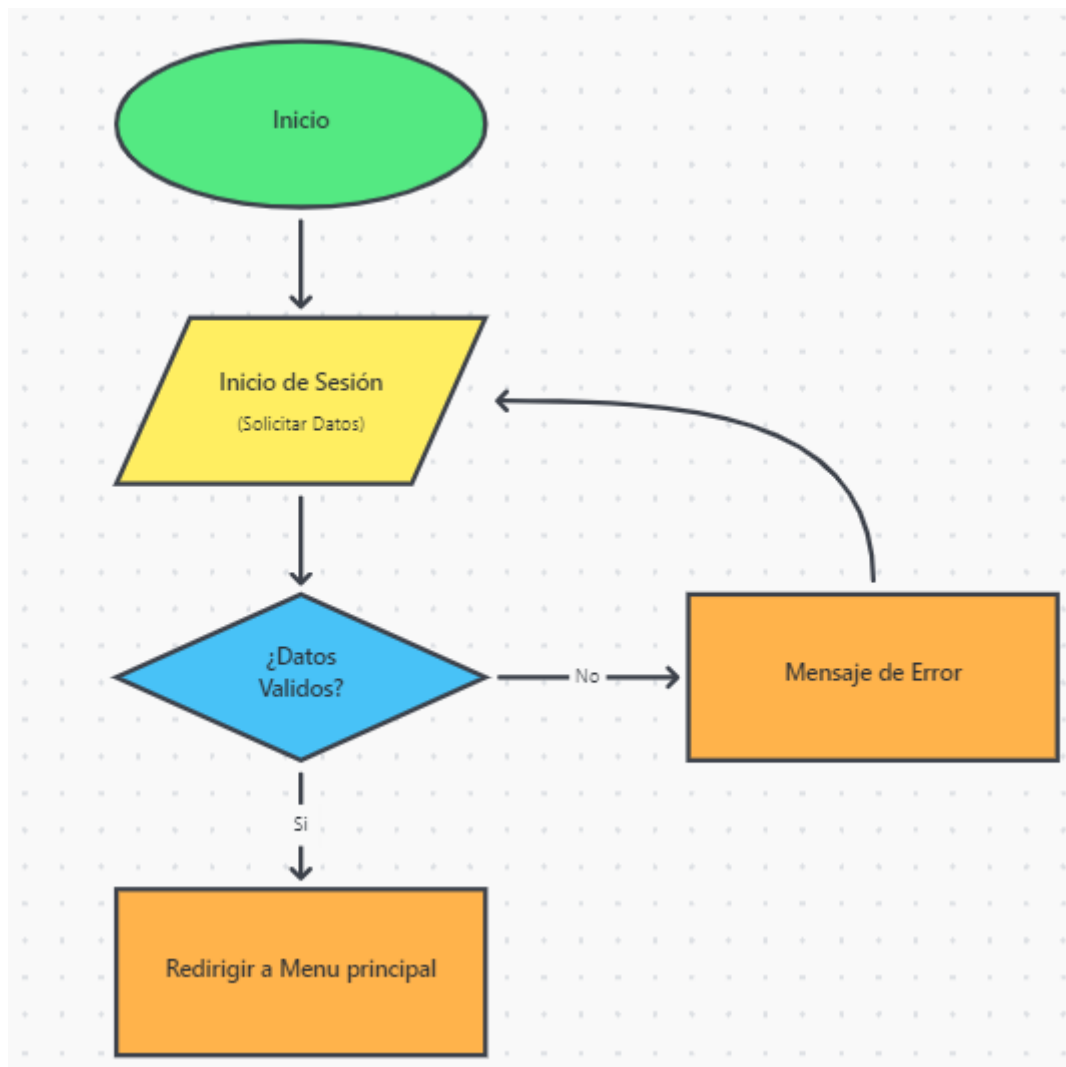 Inicio
Inicio de Sesión
(Solicitar Datos)
¿Datos
Validos?
No
Mensaje de Error
Si
Redirigir a Menu principal